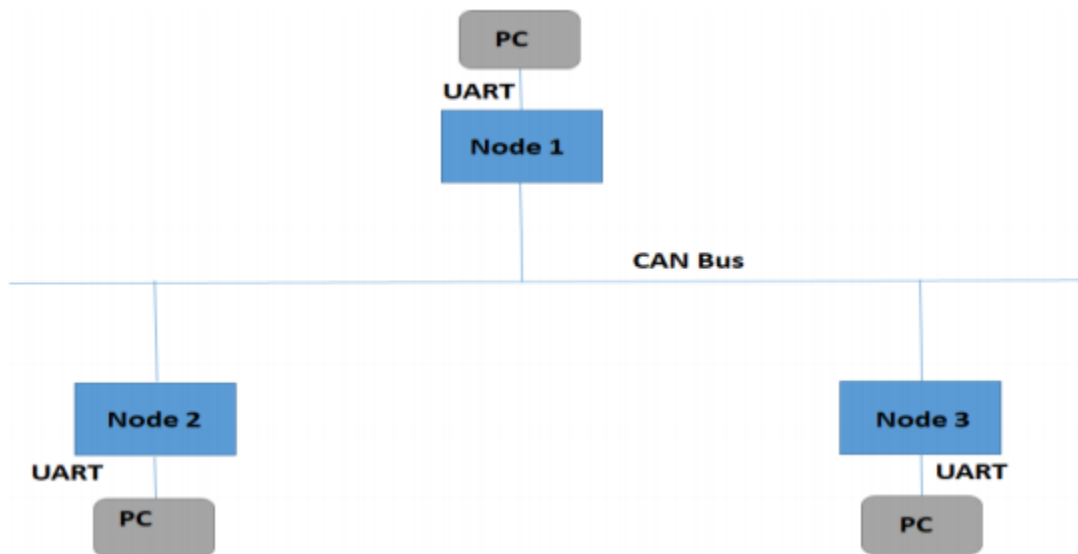 PC
UART
Node 1
CAN Bus
Node 2
Node 3
UART
UART
PC
PC